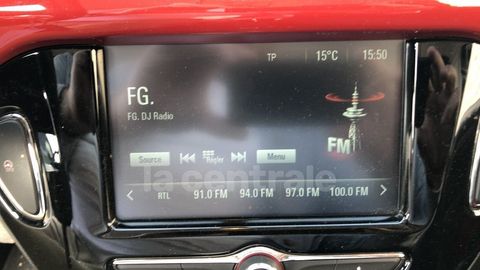 TP 15°C 15:50
FG.
FG. DJ Radio
FM
Source Régler Menu
la centrale
RTL 91.0 FM 94.0 FM 97.0 FM 100.0 FM